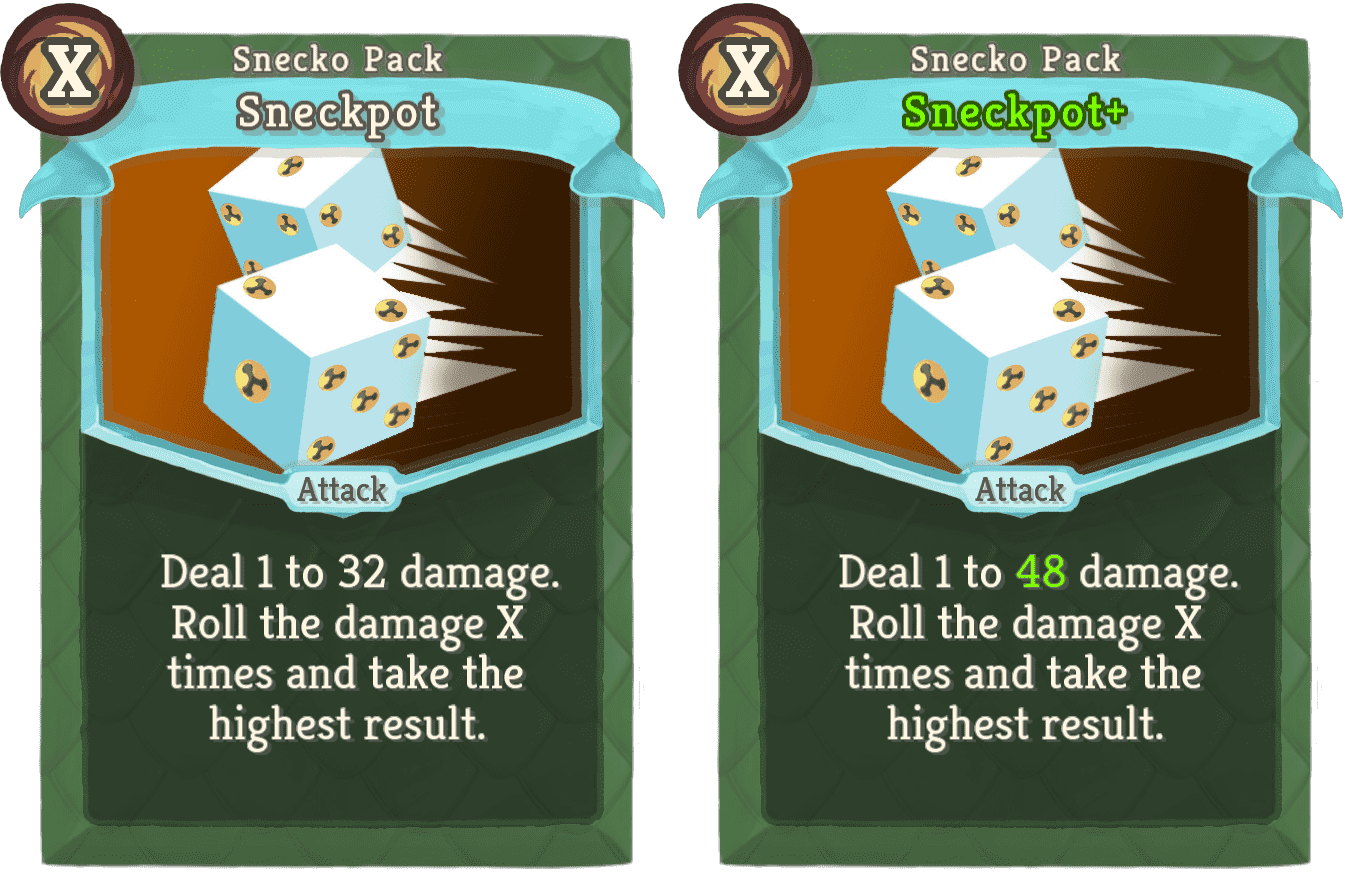 X
Snecko Pack
Sneckpot
Attack
Deal 1 to 32 damage.
Roll the damage X
times and take the
highest result.
X
Snecko Pack
Sneckpot+
Attack
Deal 1 to 48 damage.
Roll the damage X
times and take the
highest result.